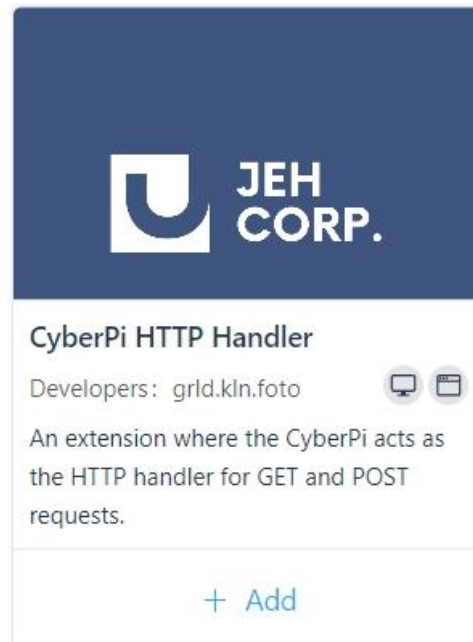 JEH
CORP.
CyberPi HTTP Handler
Developers: grld.kln.foto
An extension where the CyberPi acts as
the HTTP handler for GET and POST
requests.
+ Add